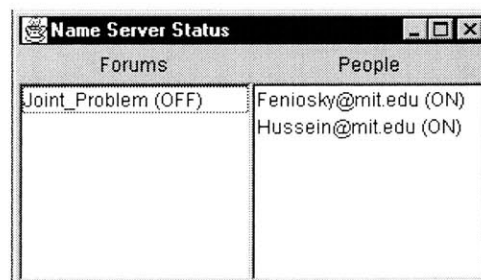 Name Server Status
Forums People
Joint_Problem (OFF)
Feniosky@mit.edu (ON)
Hussein@mit.edu (ON)